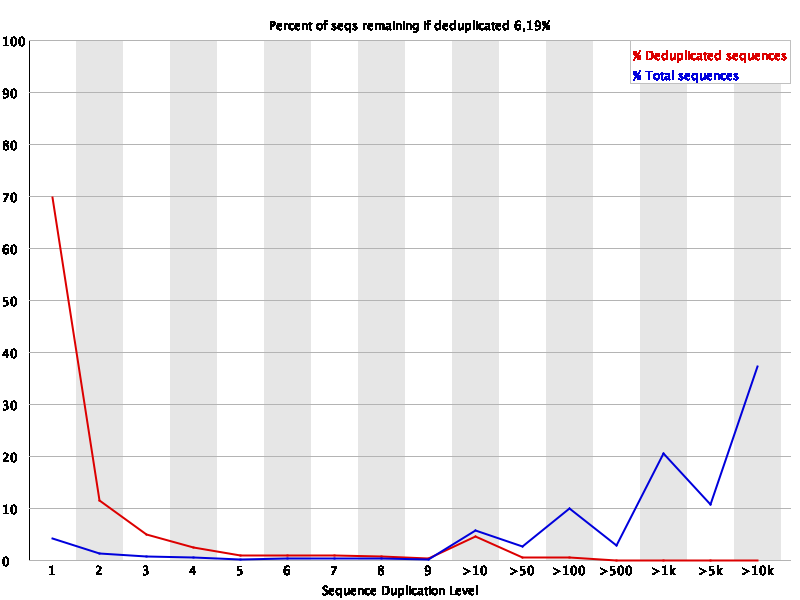 Percent of seqs remaining if deduplicated 6,19%
% Deduplicated sequences
% Total sequences
100
90
80
70
60
50
40
30
20
10
0
1 2 3 4 5 6 7 8 9 >10 >50 >100 >500 >1k >5k >10k
Sequence Duplication Level